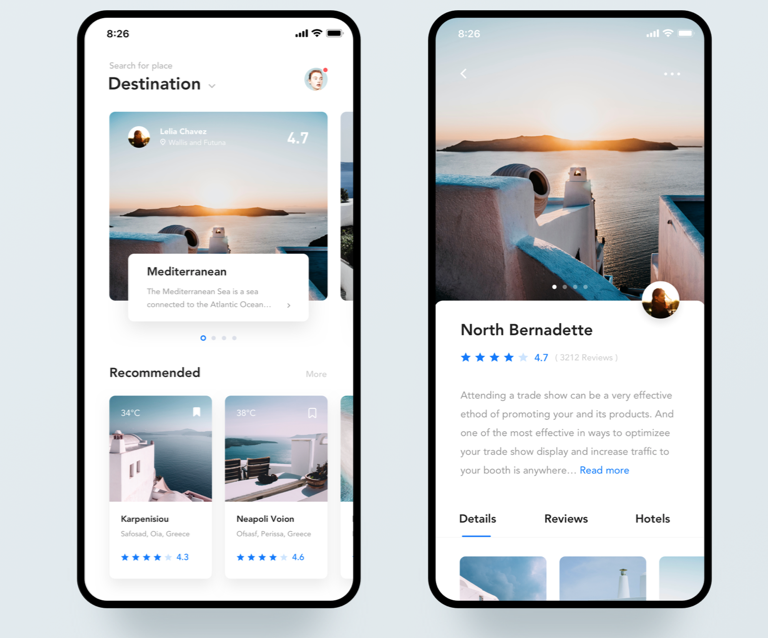 8:26
Search for place
Destination
Lelia Chavez
Wallis and Futuna
4.7
Mediterranean
The Mediterranean Sea is a sea
connected to the Atlantic Ocean...
Recommended
More
34°C
38°C
Karpenisiou
Safosad, Oia, Greece
4.3
Neapoli Voion
Ofsasf, Perissa, Greece
4.6
8:26
North Bernadette
4.7 ( 3212 Reviews )
Attending a trade show can be a very effective
ethod of promoting your and its products. And
one of the most effective in ways to optimizee
your trade show display and increase traffic to
your booth is anywhere... Read more
Details
Reviews
Hotels